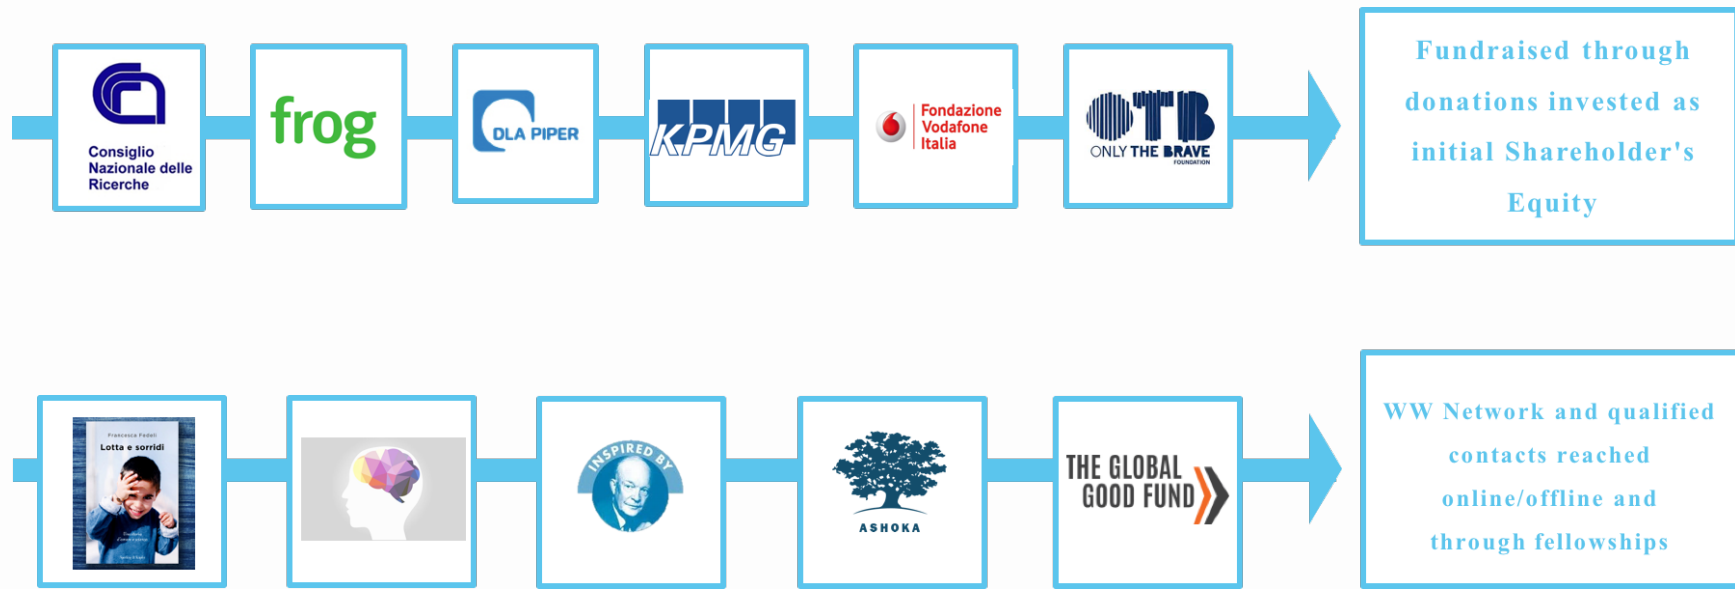 Consiglio
Nazionale delle
Ricerche
frog
DLA PIPER
KPMG
Fondazione
Vodafone
Italia
OTB
ONLY THE BRAVE
FOUNDATION
Fundraised through
donations invested as
initial Shareholder's
Equity
Francesca Fedeli
Lotta e sorridi
INSPIRED BY
ASHOKA
THE GLOBAL
GOOD FUND
WW Network and qualified
contacts reached
online/offline and
through fellowships